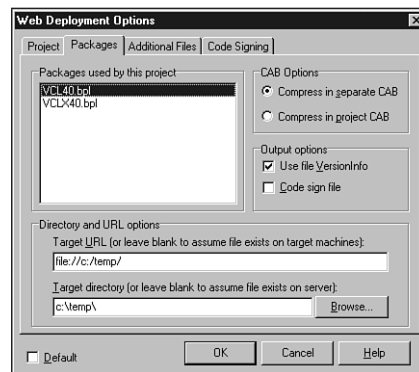 Web Deployment Options
Project Packages Additional Files Code Signing
Packages used by this project
VCL40.bpl
VCLX40.bpl
CAB Options
Compress in separate CAB
Compress in project CAB
Output options
Use file VersionInfo
Code sign file
Directory and URL options
Target URL (or leave blank to assume file exists on target machines):
file://c:/temp/
Target directory (or leave blank to assume file exists on server):
c:\temp\
Browse...
Default
OK
Cancel
Help